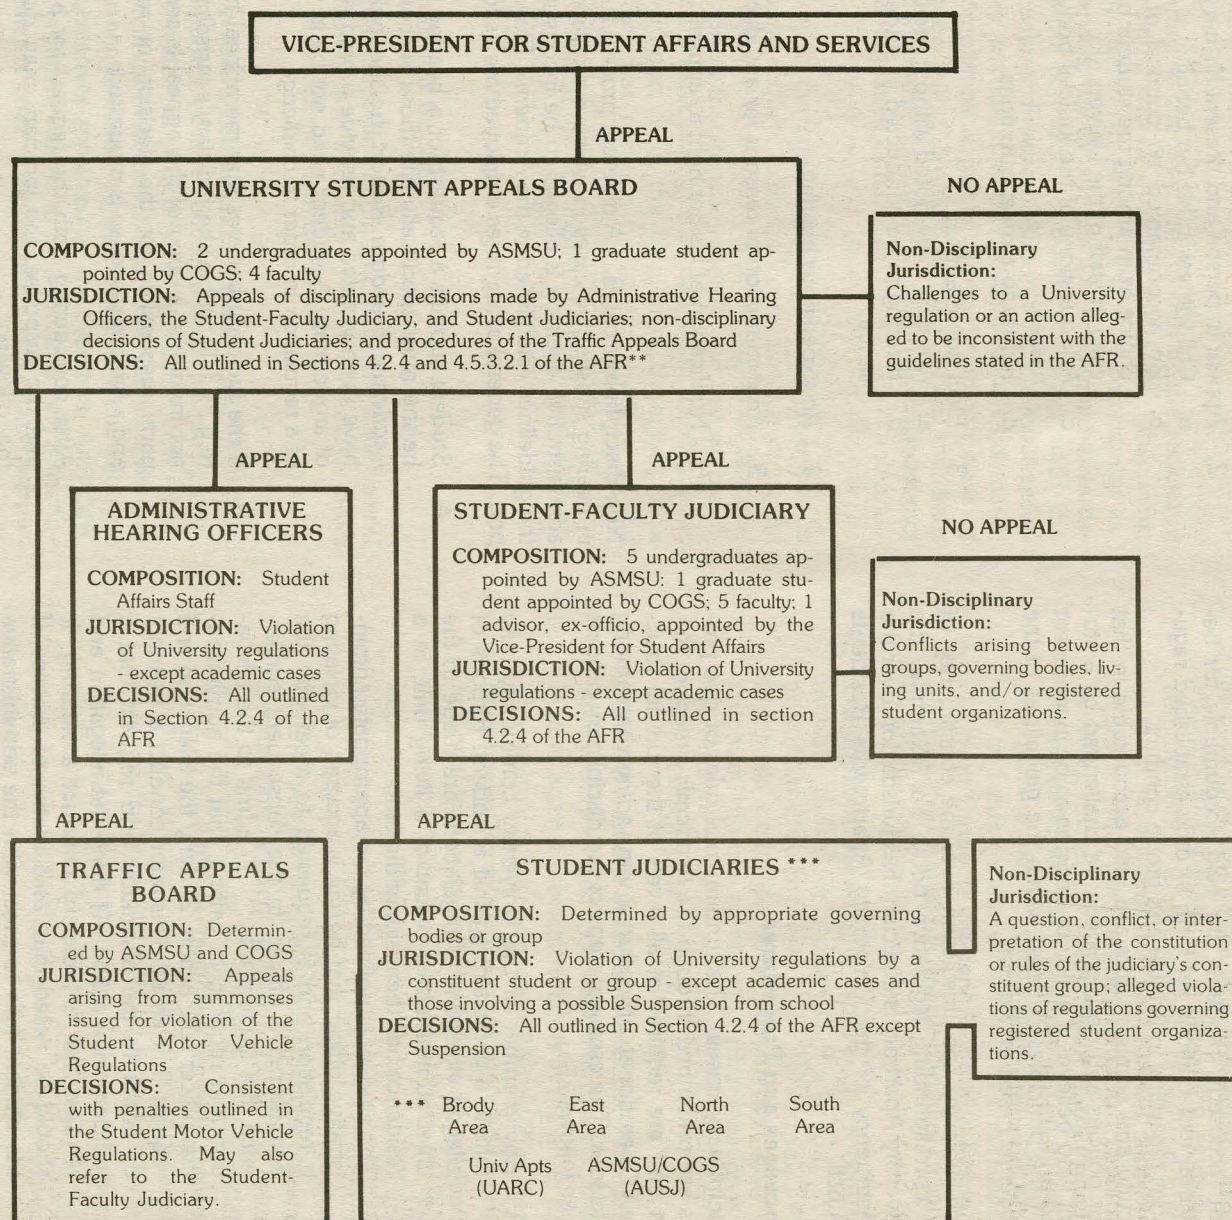 VICE-PRESIDENT FOR STUDENT AFFAIRS AND SERVICES
APPEAL
UNIVERSITY STUDENT APPEALS BOARD
COMPOSITION: 2 undergraduates appointed by ASMSU; 1 graduate student ap-
pointed by COGS; 4 faculty
JURISDICTION: Appeals of disciplinary decisions made by Administrative Hearing
Officers, the Student-Faculty Judiciary, and Student Judiciaries; non-disciplinary
decisions of Student Judiciaries; and procedures of the Traffic Appeals Board
DECISIONS: All outlined in Sections 4.2.4 and 4.5.3.2.1 of the AFR**
NO APPEAL
Non-Disciplinary
Jurisdiction:
Challenges to a University
regulation or an action alleg-
ed to be inconsistent with the
guidelines stated in the AFR.
APPEAL
ADMINISTRATIVE
HEARING OFFICERS
COMPOSITION: Student
Affairs Staff
JURISDICTION: Violation
of University regulations
- except academic cases
DECISIONS: All outlined
in Section 4.2.4 of the
AFR
APPEAL
STUDENT-FACULTY JUDICIARY
COMPOSITION: 5 undergraduates ap-
pointed by ASMSU: 1 graduate stu-
dent appointed by COGS; 5 faculty; 1
advisor, ex-officio, appointed by the
Vice-President for Student Affairs
JURISDICTION: Violation of University
regulations - except academic cases
DECISIONS: All outlined in section
4.2.4 of the AFR
NO APPEAL
Non-Disciplinary
Jurisdiction:
Conflicts arising between
groups, governing bodies, liv-
ing units, and/or registered
student organizations.
APPEAL
TRAFFIC APPEALS
BOARD
COMPOSITION: Determin-
ed by ASMSU and COGS
JURISDICTION: Appeals
arising from summonses
issued for violation of the
Student Motor Vehicle
Regulations
DECISIONS: Consistent
with penalties outlined in
the Student Motor Vehicle
Regulations. May also
refer to the Student-
Faculty Judiciary.
APPEAL
STUDENT JUDICIARIES ***
COMPOSITION: Determined by appropriate governing
bodies or group
JURISDICTION: Violation of University regulations by a
constituent student or group - except academic cases and
those involving a possible Suspension from school
DECISIONS: All outlined in Section 4.2.4 of the AFR except
Suspension
*** Brody East North South
Area Area Area Area
Univ Apts ASMSU/COGS
(UARC) (AUSJ)
Non-Disciplinary
Jurisdiction:
A question, conflict, or inter-
pretation of the constitution
or rules of the judiciary's con-
stituent group; alleged viola-
tions of regulations governing
registered student organiza-
tions.